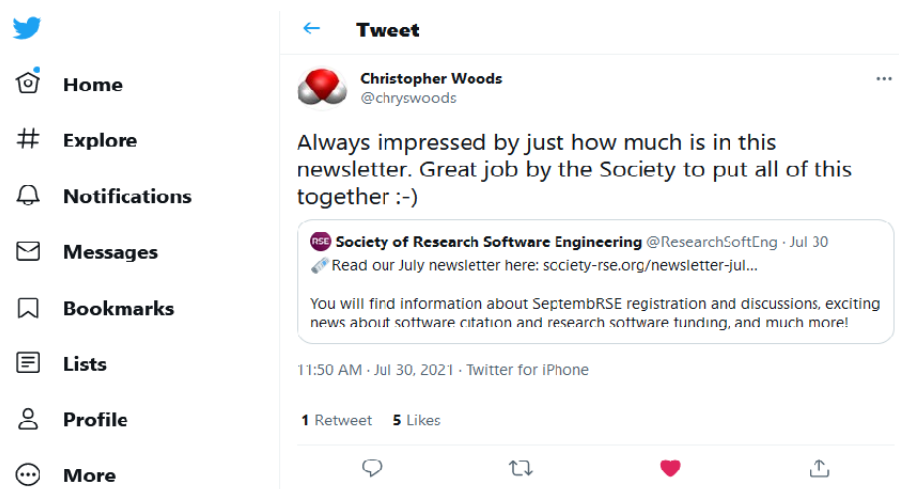 Tweet
Home
Explore
Notifications
Messages
Bookmarks
Lists
Profile
More
Christopher Woods
@chryswoods
Always impressed by just how much is in this
newsletter. Great job by the Society to put all of this
together :-)
RSE Society of Research Software Engineering @ResearchSoftEng · Jul 30
Read our July newsletter here: society-rse.org/newsletter-jul...
You will find information about SeptembRSE registration and discussions, exciting
news about software citation and research software funding, and much more!
11:50 AM · Jul 30, 2021 · Twitter for iPhone
1 Retweet 5 Likes